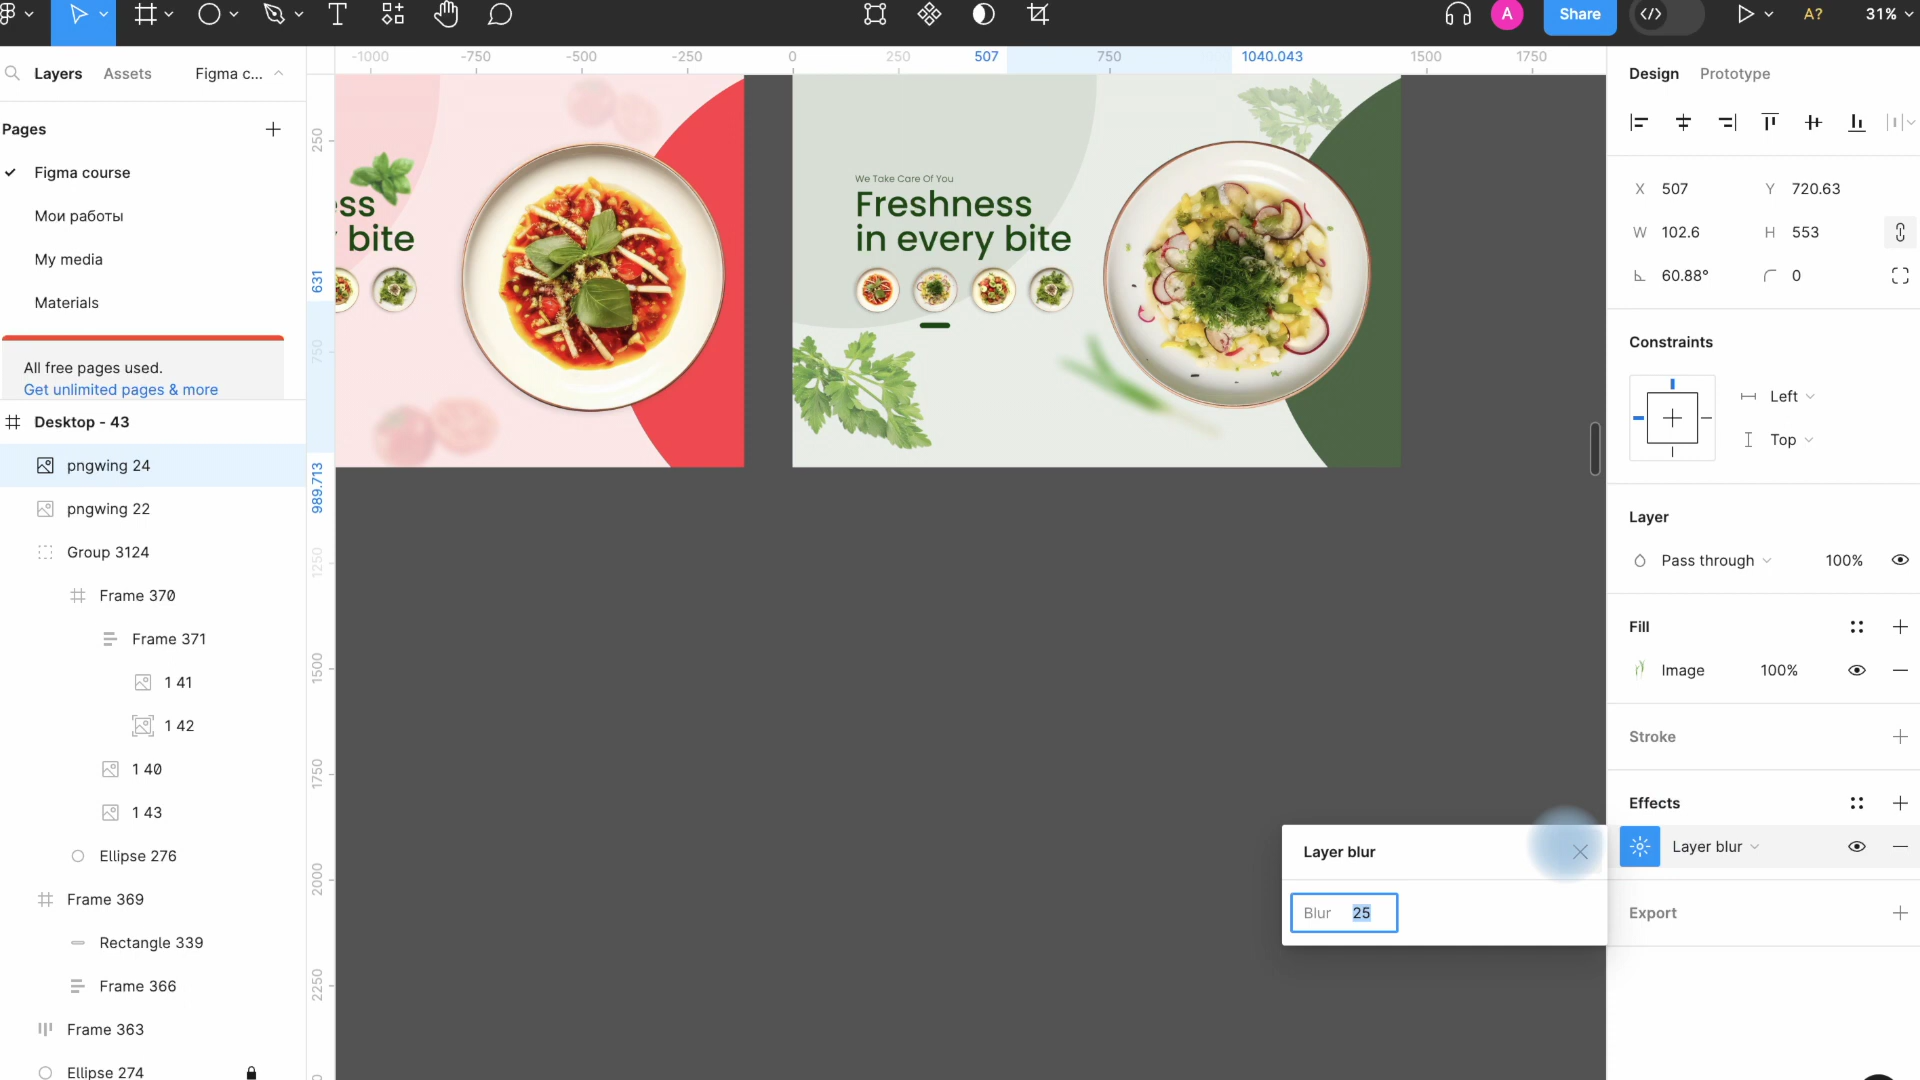 Share
A
A?
31%
Layers
Assets
Figma c...
Pages
Figma course
Мои работы
My media
Materials
All free pages used.
Get unlimited pages & more
Desktop - 43
pngwing 24
pngwing 22
Group 3124
Frame 370
Frame 371
1 41
1 42
1 40
1 43
Ellipse 276
Frame 369
Rectangle 339
Frame 366
Frame 363
Ellipse 274
-1000
-750
-500
-250
0
250
507
750
1040.043
1500
1750
250
631
750
989.713
1250
1500
1750
2000
2250
ss
bite
We Take Care Of You
Freshness
in every bite
Layer blur
Blur 25
Design
Prototype
X 507
Y 720.63
W 102.6
H 553
60.88°
0
Constraints
Left
Top
Layer
Pass through
100%
Fill
Image
100%
Stroke
Effects
Layer blur
Export